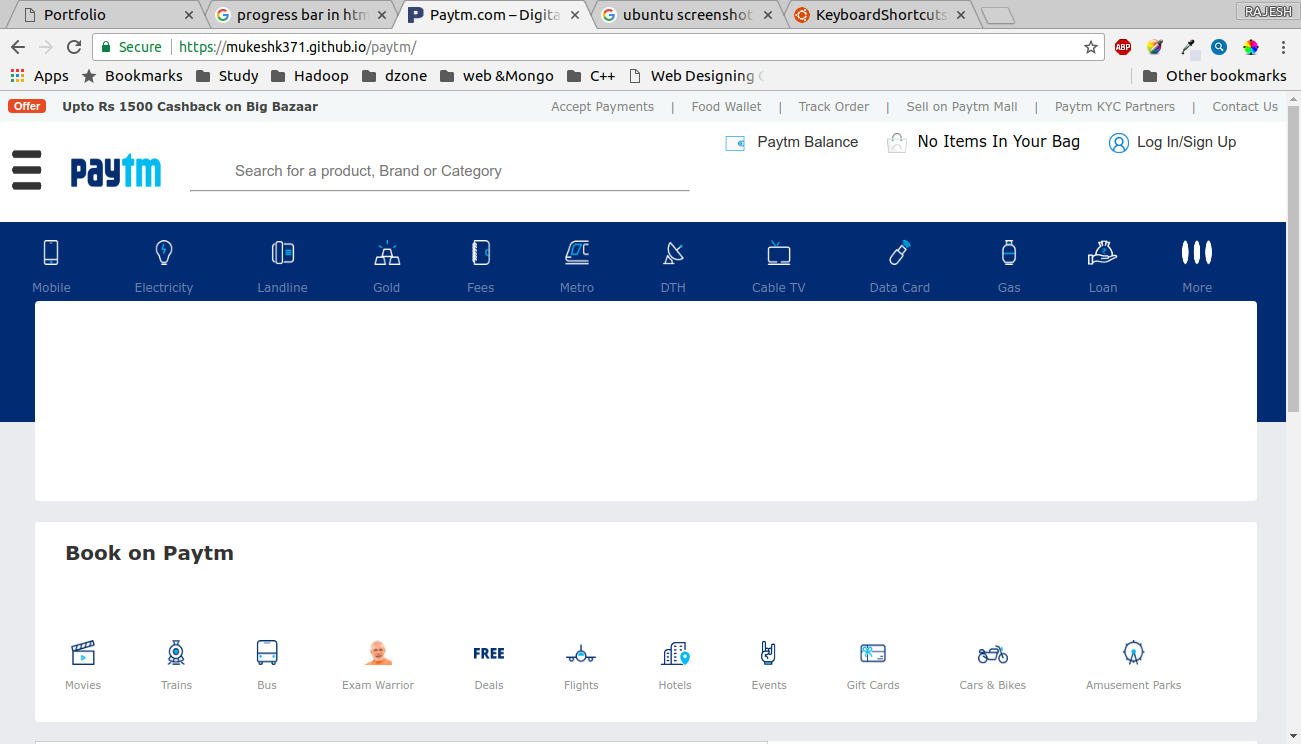 Portfolio
progress bar in htm
Paytm.com – Digita
ubuntu screenshot
KeyboardShortcuts
RAJESH
Secure https://mukeshk371.github.io/paytm/
ABP
Apps Bookmarks Study Hadoop dzone web &Mongo C++ Web Designing Other bookmarks
Offer Upto Rs 1500 Cashback on Big Bazaar Accept Payments | Food Wallet | Track Order | Sell on Paytm Mall | Paytm KYC Partners | Contact Us
Paytm Balance No Items In Your Bag Log In/Sign Up
paytm Search for a product, Brand or Category
Mobile Electricity Landline Gold Fees Metro DTH Cable TV Data Card Gas Loan More
Book on Paytm
FREE
Movies Trains Bus Exam Warrior Deals Flights Hotels Events Gift Cards Cars & Bikes Amusement Parks